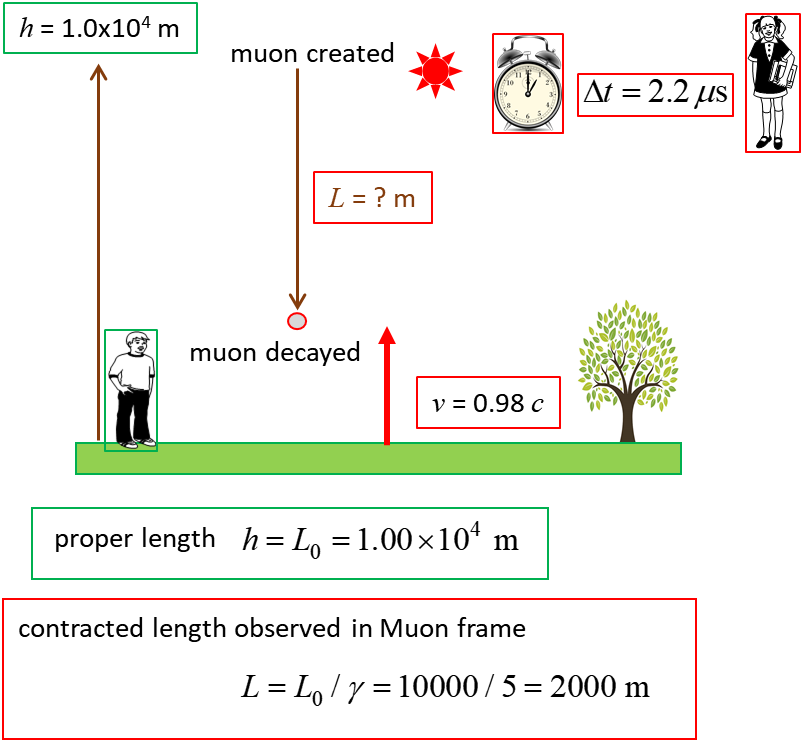 h = 1.0x10⁴ m
muon created
Δt = 2.2 μs
L = ? m
muon decayed
v = 0.98 c
proper length h = L₀ = 1.00 × 10⁴ m
contracted length observed in Muon frame
L = L₀ / γ = 10000 / 5 = 2000 m